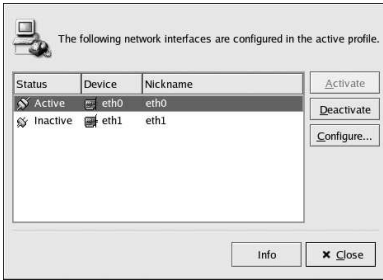 The following network interfaces are configured in the active profile.
Status Device Nickname
Active eth0 eth0
Inactive eth1 eth1
Activate
Deactivate
Configure...
Info
Close